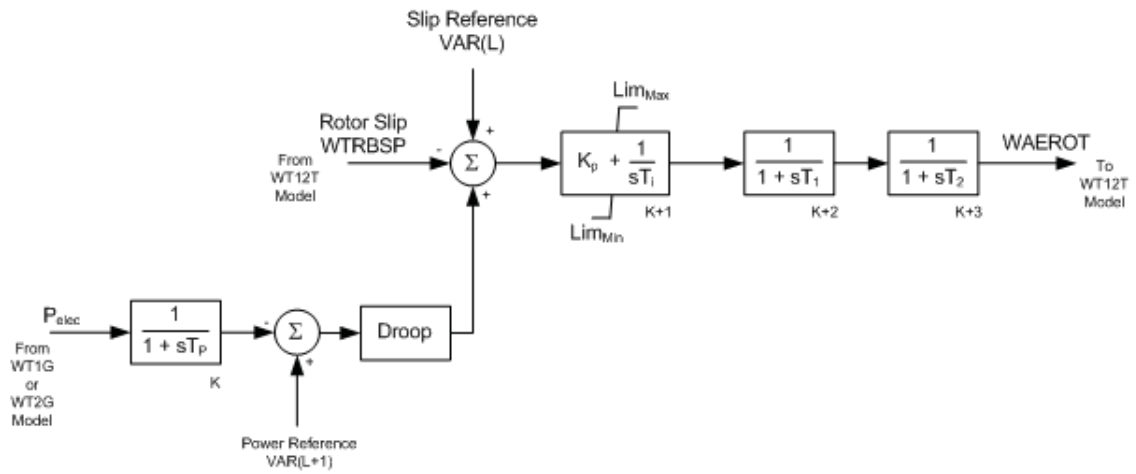 Slip Reference
VAR(L)
Lim_Max
Rotor Slip
WTRBSP
From
WT12T
Model
+
-
Σ
+
K_p + 1/sT_i
K+1
Lim_Min
1
1 + sT_1
K+2
1
1 + sT_2
K+3
WAEROT
To
WT12T
Model
P_elec
From
WT1G
or
WT2G
Model
1
1 + sT_P
K
-
Σ
+
Droop
Power Reference
VAR(L+1)